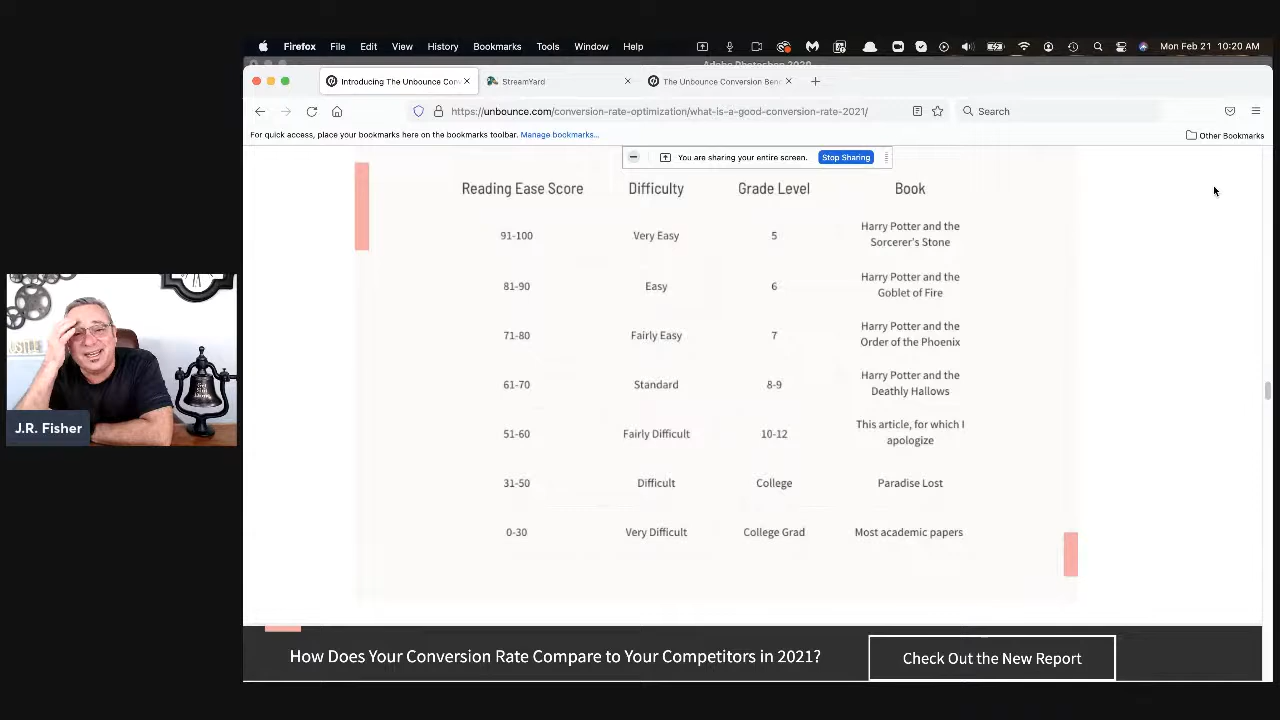 Firefox File Edit View History Bookmarks Tools Window Help Mon Feb 21 10:20 AM
Introducing The Unbounce Con StreamYard The Unbounce Conversion Ben
https://unbounce.com/conversion-rate-optimization/what-is-a-good-conversion-rate-2021/ Search
For quick access, place your bookmarks here on the bookmarks toolbar. Manage bookmarks... Other Bookmarks
You are sharing your entire screen. Stop Sharing
Reading Ease Score Difficulty Grade Level Book
91-100 Very Easy 5 Harry Potter and the
Sorcerer's Stone
81-90 Easy 6 Harry Potter and the
Goblet of Fire
71-80 Fairly Easy 7 Harry Potter and the
Order of the Phoenix
61-70 Standard 8-9 Harry Potter and the
Deathly Hallows
51-60 Fairly Difficult 10-12 This article, for which I
apologize
31-50 Difficult College Paradise Lost
0-30 Very Difficult College Grad Most academic papers
J.R. Fisher
How Does Your Conversion Rate Compare to Your Competitors in 2021? Check Out the New Report